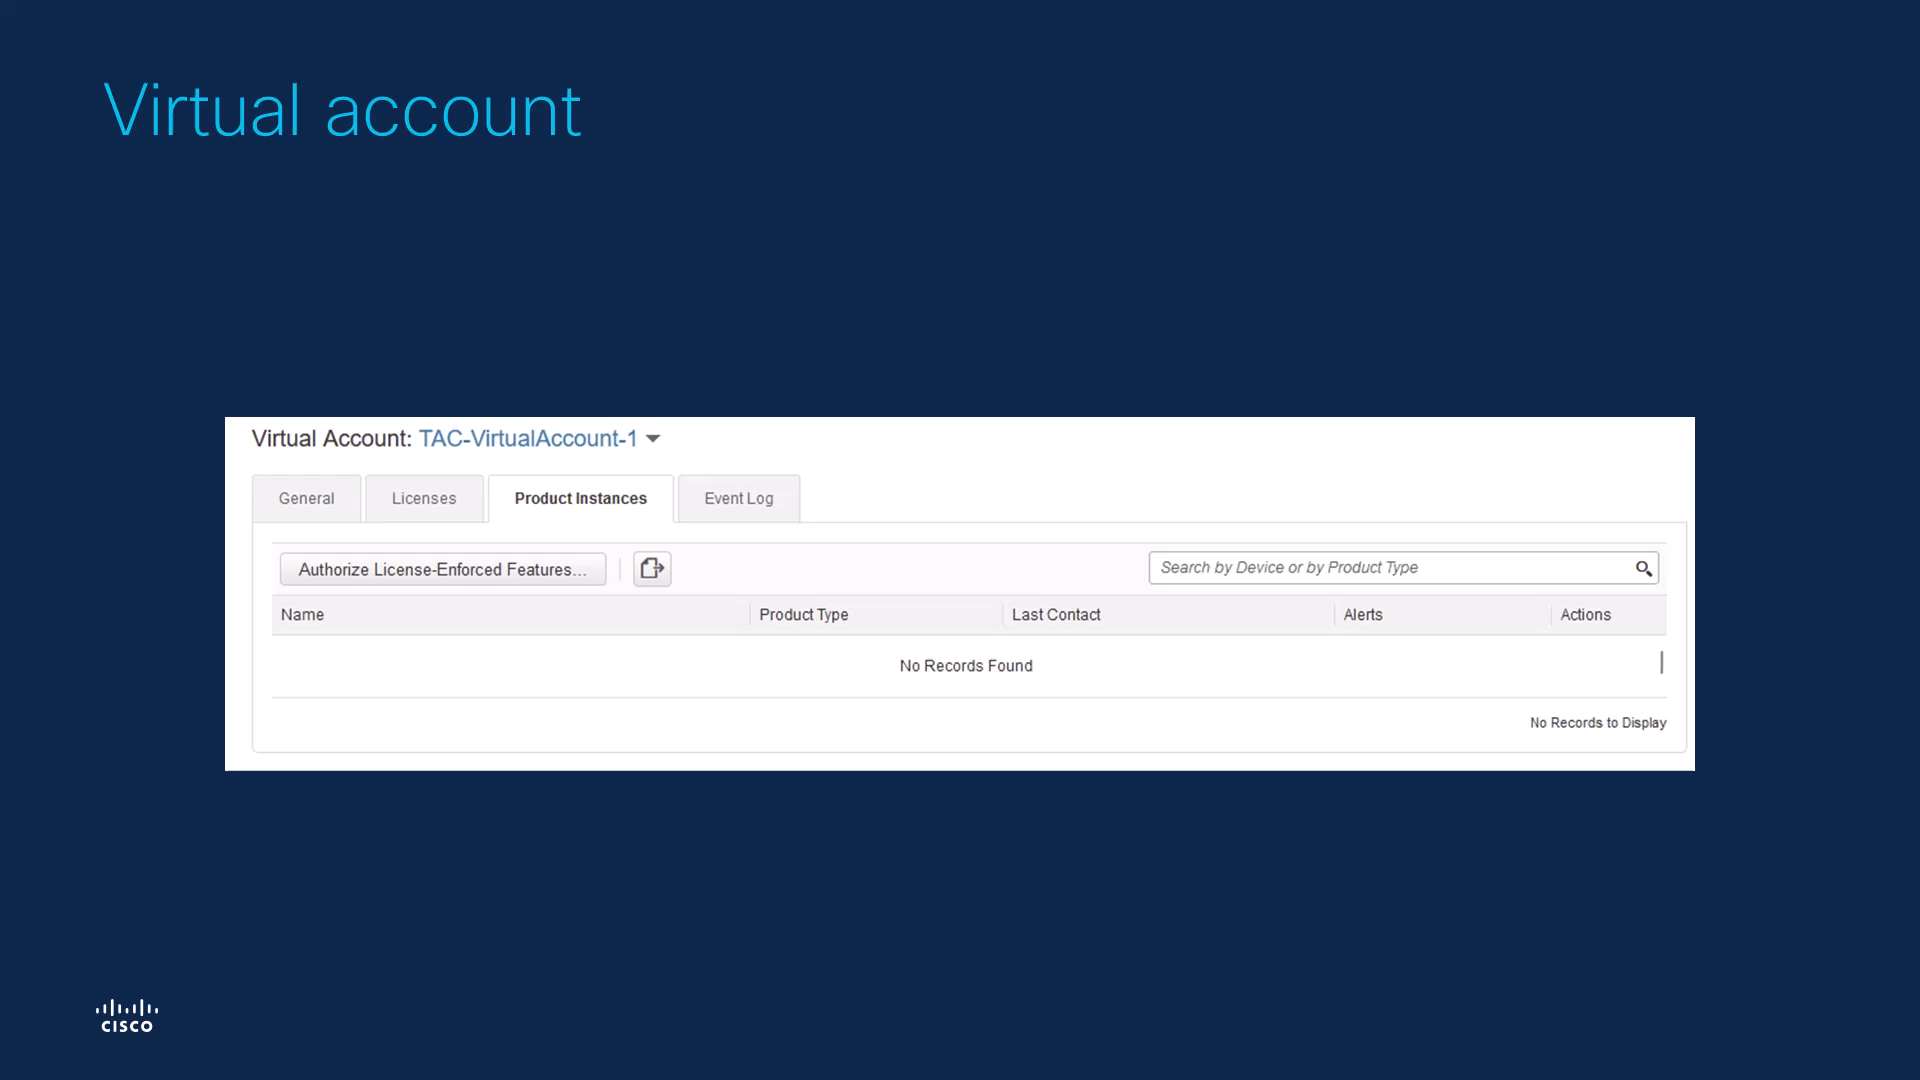 Virtual account
Virtual Account: TAC-VirtualAccount-1
General Licenses Product Instances Event Log
Authorize License-Enforced Features... Search by Device or by Product Type
Name Product Type Last Contact Alerts Actions
No Records Found
No Records to Display
CISCO